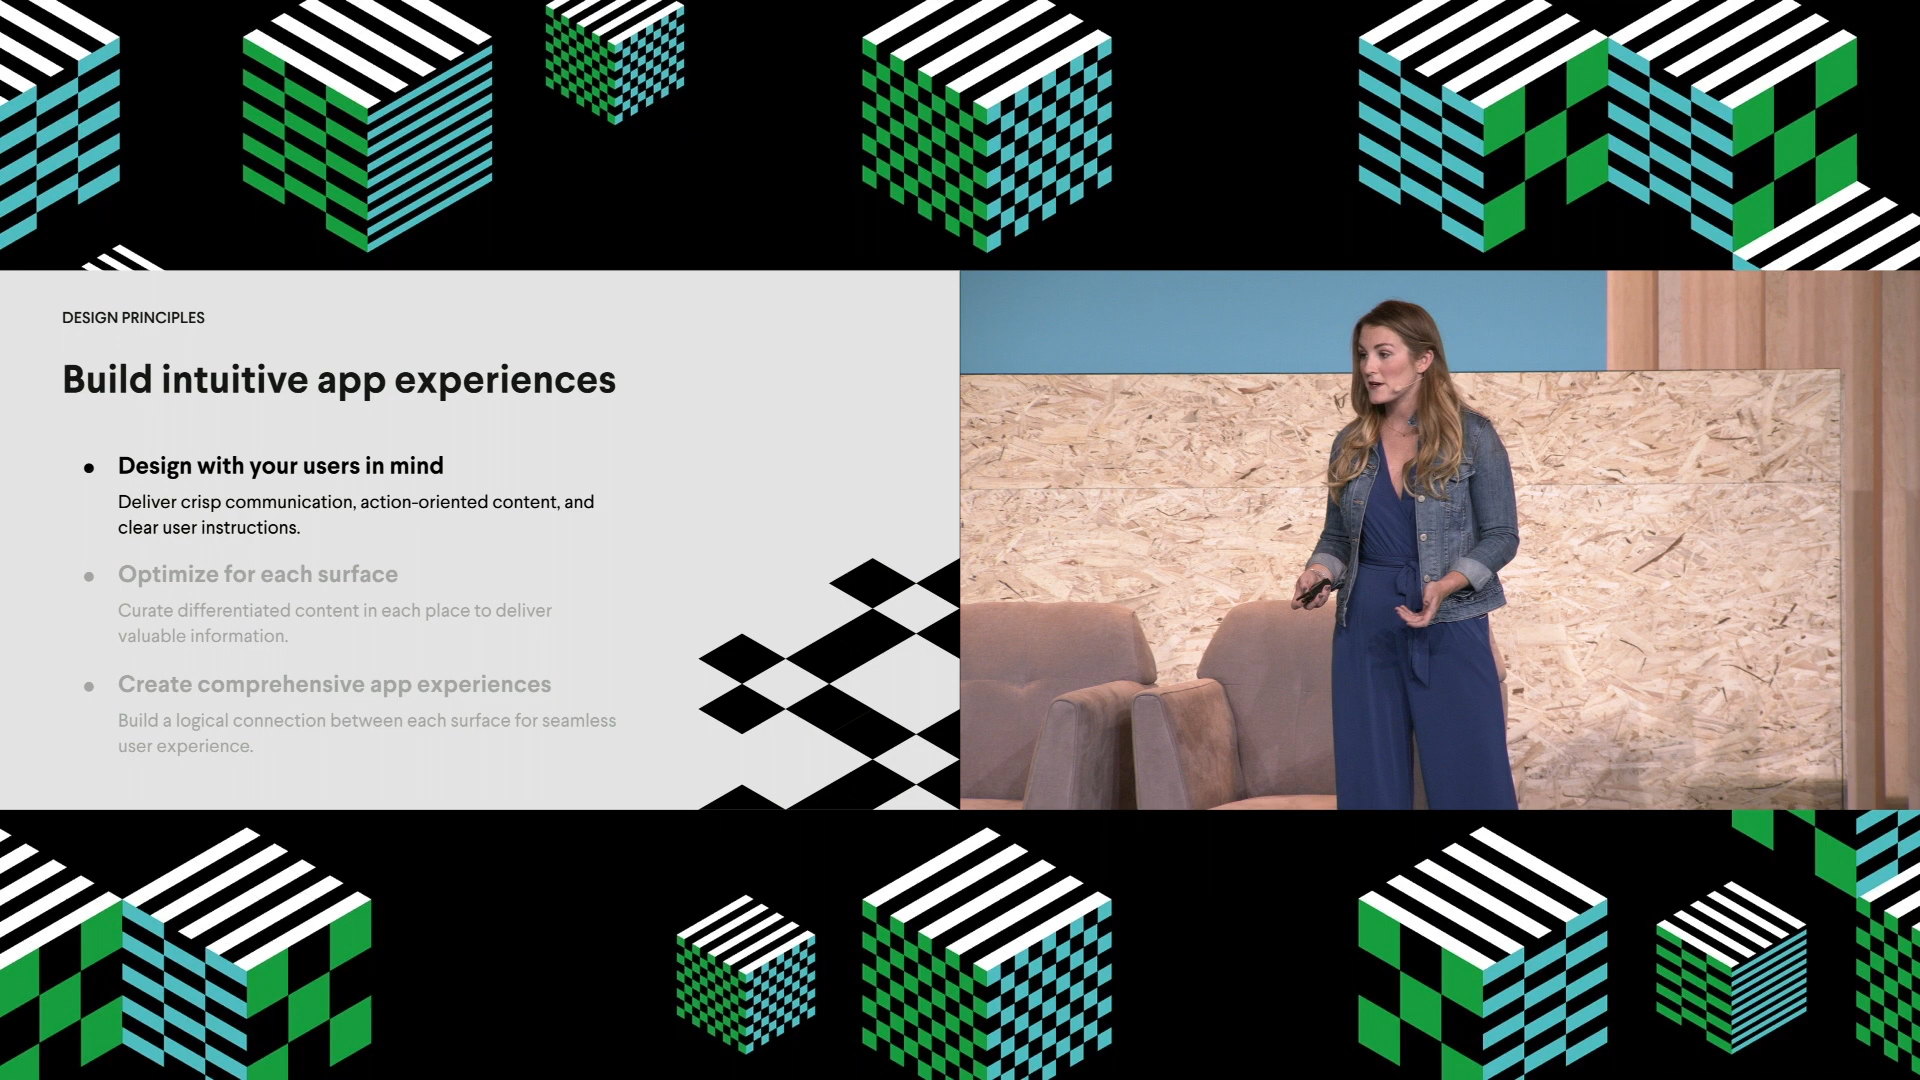 DESIGN PRINCIPLES
Build intuitive app experiences
Design with your users in mind
Deliver crisp communication, action-oriented content, and
clear user instructions.
Optimize for each surface
Curate differentiated content in each place to deliver
valuable information.
Create comprehensive app experiences
Build a logical connection between each surface for seamless
user experience.